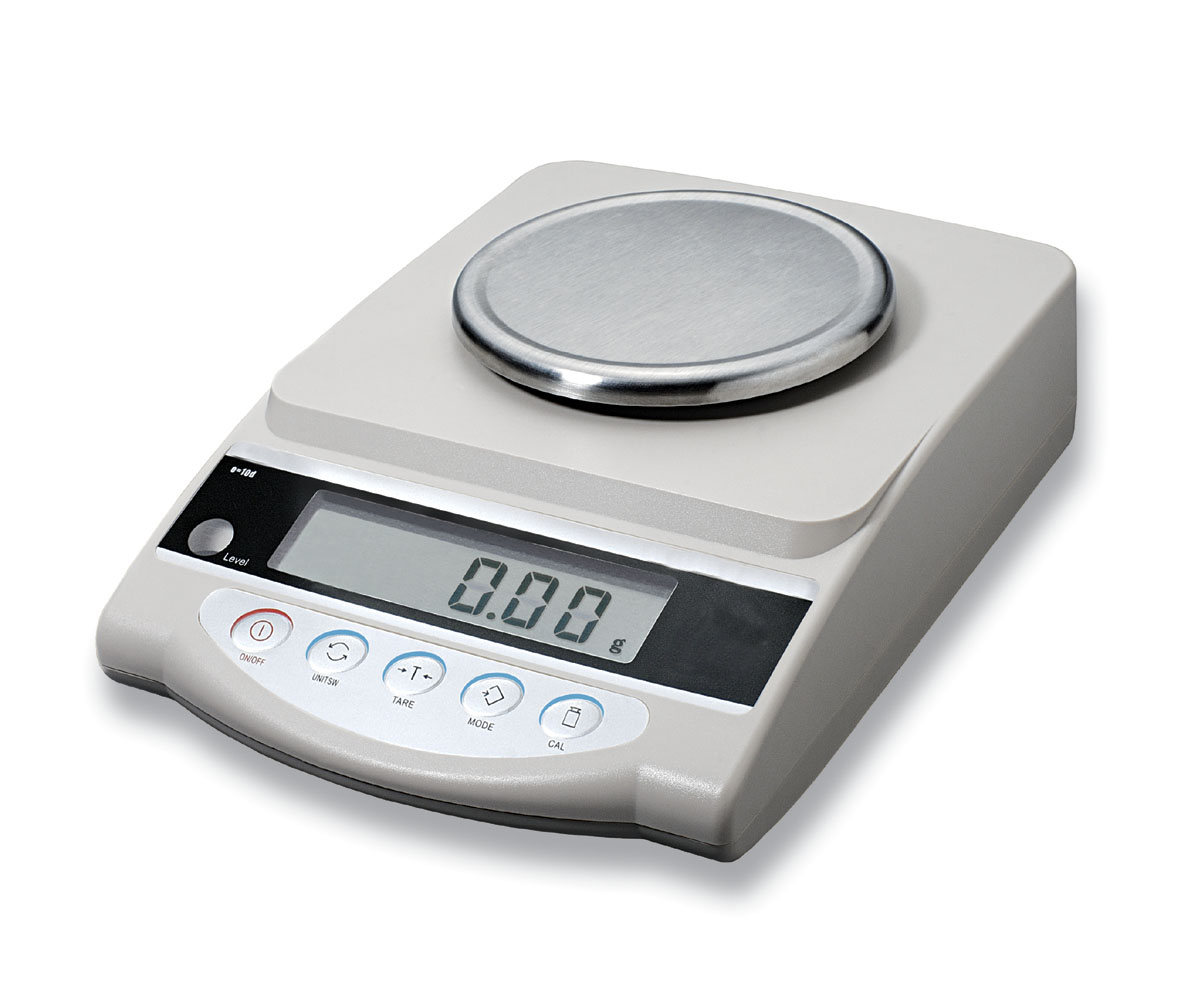 e=10d
Level
0.00 g
ON/OFF
UNITSW
TARE
MODE
CAL